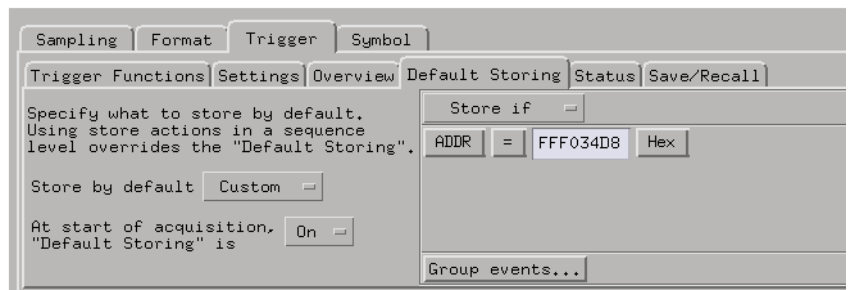 Sampling Format Trigger Symbol
Trigger Functions Settings Overview Default Storing Status Save/Recall
Specify what to store by default.
Using store actions in a sequence
level overrides the "Default Storing".
Store by default Custom
At start of acquisition,
"Default Storing" is On
Store if
ADDR = FFF034D8 Hex
Group events...